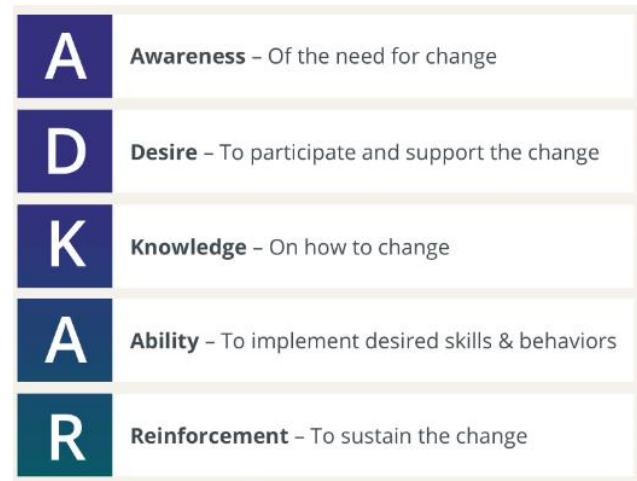 A
Awareness – Of the need for change
D
Desire – To participate and support the change
K
Knowledge – On how to change
A
Ability – To implement desired skills & behaviors
R
Reinforcement – To sustain the change